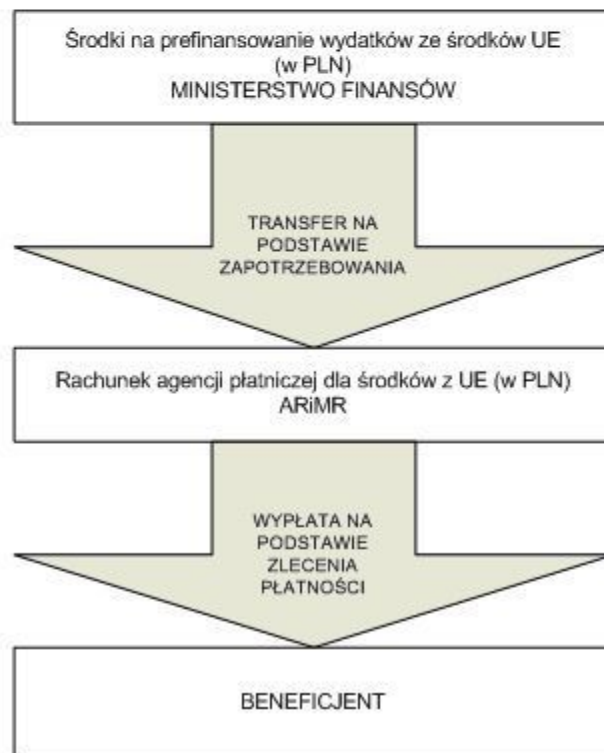 Środki na prefinansowanie wydatków ze środków UE
(w PLN)
MINISTERSTWO FINANSÓW
TRANSFER NA
PODSTAWIE
ZAPOTRZEBOWANIA
Rachunek agencji płatniczej dla środków z UE (w PLN)
ARiMR
WYPŁATA NA
PODSTAWIE
ZLECENIA
PŁATNOŚCI
BENEFICJENT